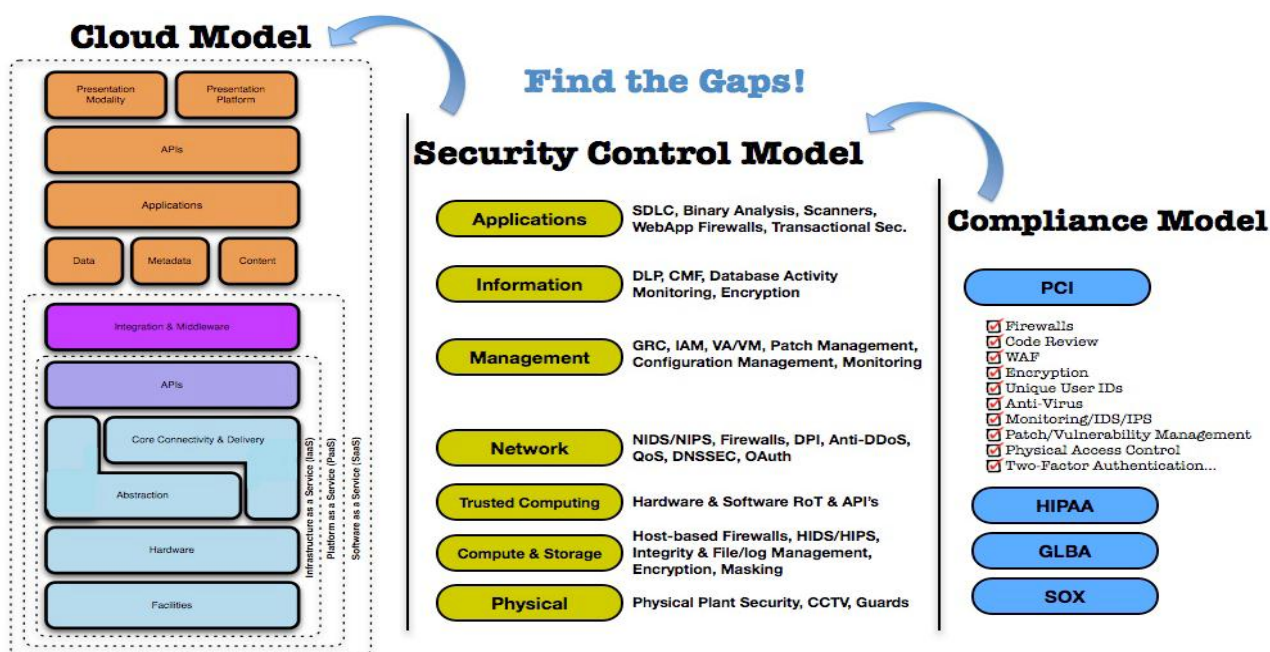 Cloud Model
Presentation
Modality
Presentation
Platform
APIs
Applications
Data
Metadata
Content
Integration & Middleware
APIs
Core Connectivity & Delivery
Abstraction
Hardware
Facilities
Infrastructure as a Service (IaaS)
Platform as a Service (PaaS)
Software as a Service (SaaS)
Find the Gaps!
Security Control Model
Applications
SDLC, Binary Analysis, Scanners,
WebApp Firewalls, Transactional Sec.
Information
DLP, CMF, Database Activity
Monitoring, Encryption
Management
GRC, IAM, VA/VM, Patch Management,
Configuration Management, Monitoring
Network
NIDS/NIPS, Firewalls, DPI, Anti-DDoS,
QoS, DNSSEC, OAuth
Trusted Computing
Hardware & Software RoT & API's
Compute & Storage
Host-based Firewalls, HIDS/HIPS,
Integrity & File/log Management,
Encryption, Masking
Physical
Physical Plant Security, CCTV, Guards
Compliance Model
PCI
Firewalls
Code Review
WAF
Encryption
Unique User IDs
Anti-Virus
Monitoring/IDS/IPS
Patch/Vulnerability Management
Physical Access Control
Two-Factor Authentication...
HIPAA
GLBA
SOX